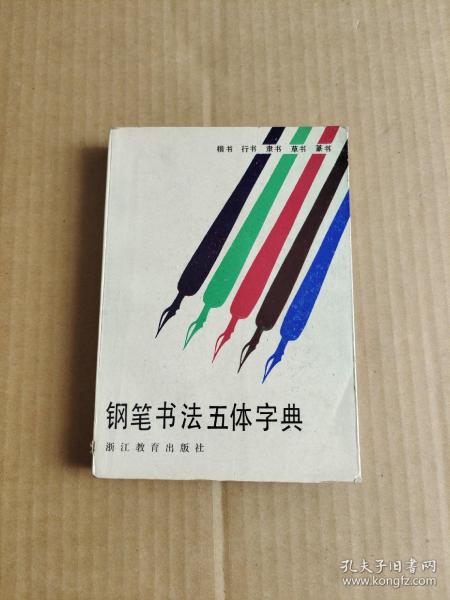 楷书 行书 隶书 草书 篆书
钢笔书法五体字典
浙江教育出版社
孔夫子旧书网
www.kongfz.com